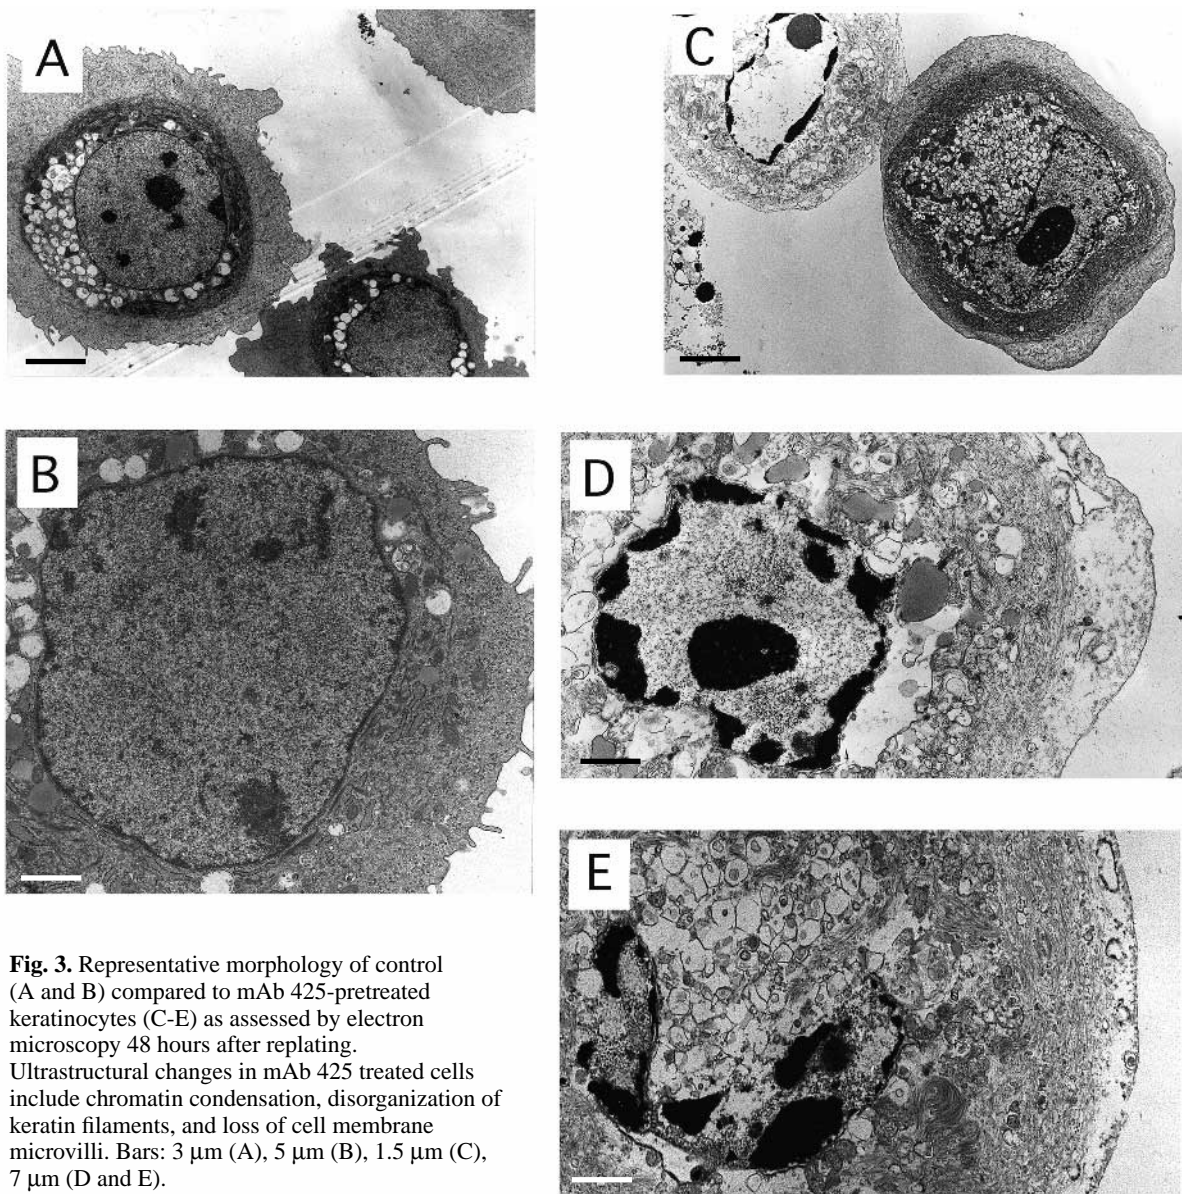 A
C
B
D
E
Fig. 3. Representative morphology of control
(A and B) compared to mAb 425-pretreated
keratinocytes (C-E) as assessed by electron
microscopy 48 hours after replating.
Ultrastructural changes in mAb 425 treated cells
include chromatin condensation, disorganization of
keratin filaments, and loss of cell membrane
microvilli. Bars: 3 μm (A), 5 μm (B), 1.5 μm (C),
7 μm (D and E).